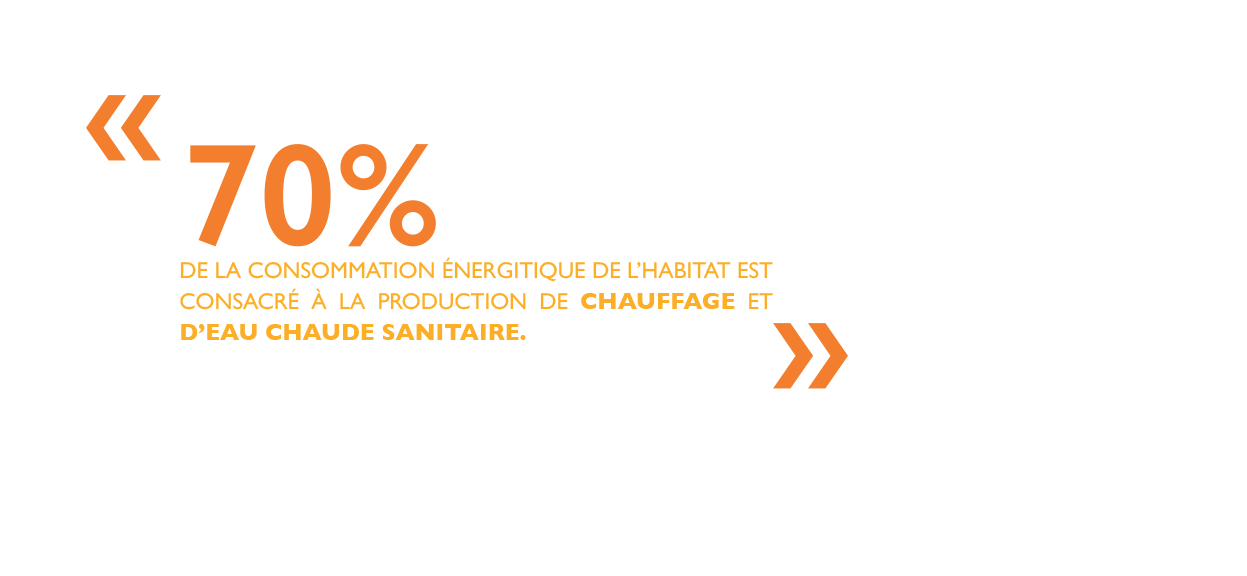 «
70%
DE LA CONSOMMATION ÉNERGITIQUE DE L’HABITAT EST
CONSACRÉ À LA PRODUCTION DE CHAUFFAGE ET
D’EAU CHAUDE SANITAIRE.
»